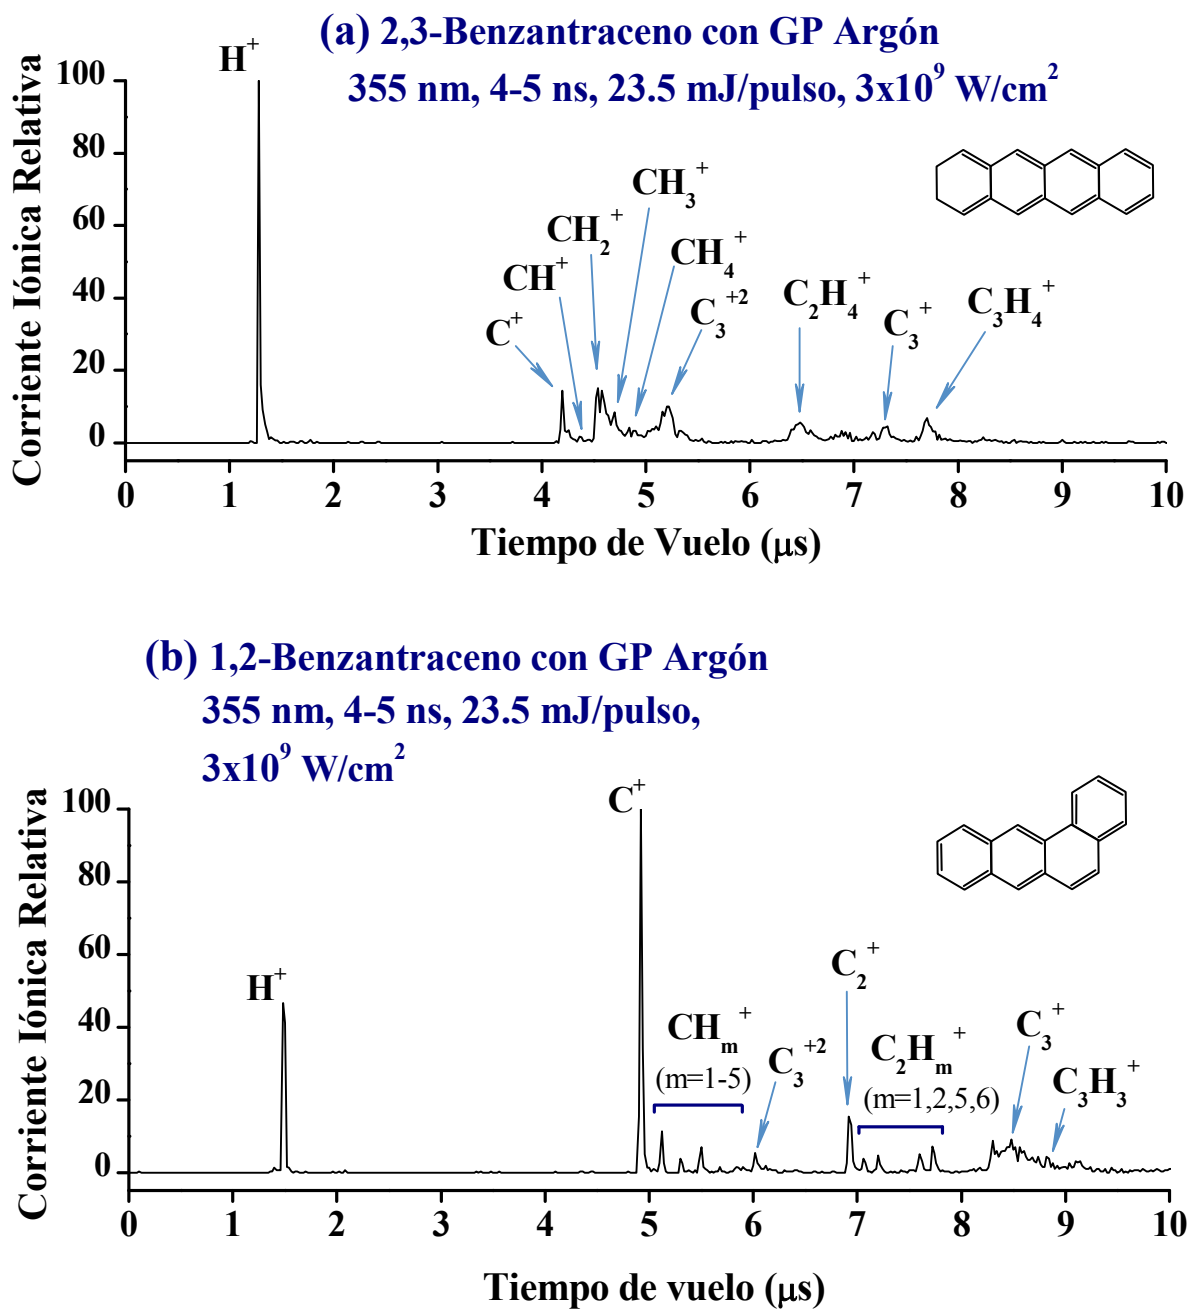 (a) 2,3-Benzantraceno con GP Argón
355 nm, 4-5 ns, 23.5 mJ/pulso, 3x10⁹ W/cm²
Corriente Iónica Relativa
100
80
60
40
20
0
H⁺
C⁺
CH⁺
CH₂⁺
CH₃⁺
CH₄⁺
C₃⁺²
C₂H₄⁺
C₃⁺
C₃H₄⁺
0 1 2 3 4 5 6 7 8 9 10
Tiempo de Vuelo (μs)
(b) 1,2-Benzantraceno con GP Argón
355 nm, 4-5 ns, 23.5 mJ/pulso,
3x10⁹ W/cm²
Corriente Iónica Relativa
100
80
60
40
20
0
H⁺
C⁺
CHₘ⁺
(m=1-5)
C₃⁺²
C₂⁺
C₂Hₘ⁺
(m=1,2,5,6)
C₃⁺
C₃H₃⁺
0 1 2 3 4 5 6 7 8 9 10
Tiempo de vuelo (μs)